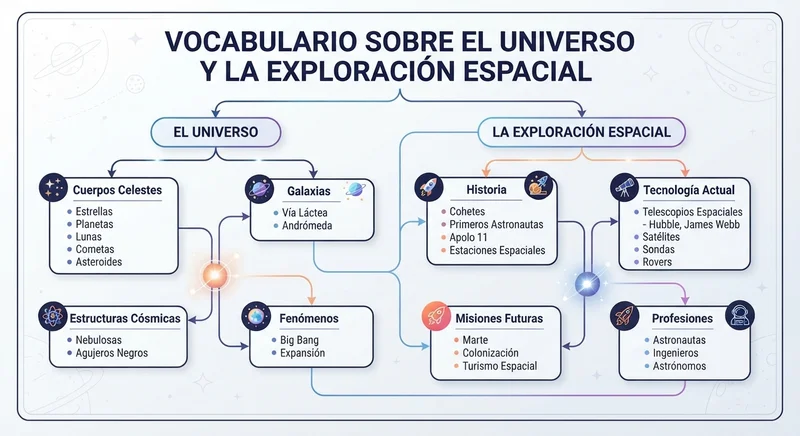 VOCABULARIO SOBRE EL UNIVERSO
Y LA EXPLORACIÓN ESPACIAL
EL UNIVERSO
LA EXPLORACIÓN ESPACIAL
Cuerpos Celestes
Estrellas
Planetas
Lunas
Cometas
Asteroides
Galaxias
Vía Láctea
Andrómeda
Historia
Cohetes
Primeros Astronautas
Apolo 11
Estaciones Espaciales
Tecnología Actual
Telescopios Espaciales
- Hubble, James Webb
Satélites
Sondas
Rovers
Estructuras Cósmicas
Nebulosas
Agujeros Negros
Fenómenos
Big Bang
Expansión
Misiones Futuras
Marte
Colonización
Turismo Espacial
Profesiones
Astronautas
Ingenieros
Astrónomos